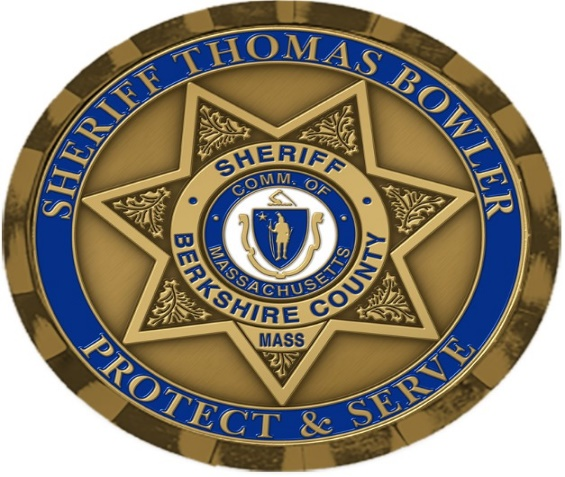 SHERIFF THOMAS BOWLER
SHERIFF
COMM. OF
MASSACHUSETTS
BERKSHIRE COUNTY
MASS
PROTECT & SERVE